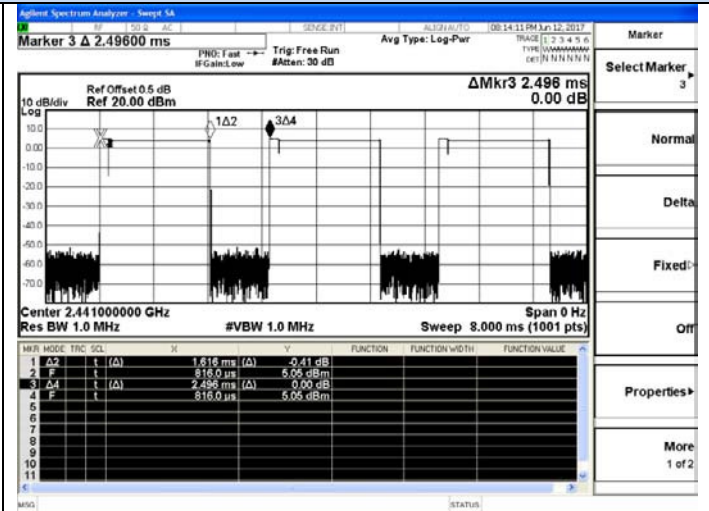 Agilent Spectrum Analyzer - Swept SA
RF 50 Ω AC SENSE:INT ALIGN AUTO 08:14:11 PM Jun 12, 2017
Marker 3 Δ 2.49600 ms
PNO: Fast
IFGain:Low
Trig: Free Run
#Atten: 30 dB
Avg Type: Log-Pwr
TRACE 1 2 3 4 5 6
TYPE
DET N N N N N N
Ref Offset 0.5 dB
Ref 20.00 dBm
10 dB/div
Log
ΔMkr3 2.496 ms
0.00 dB
10.0
0.00
-10.0
-20.0
-30.0
-40.0
-50.0
-60.0
-70.0
1Δ2
3Δ4
Center 2.441000000 GHz
Span 0 Hz
Res BW 1.0 MHz #VBW 1.0 MHz Sweep 8.000 ms (1001 pts)
MKR MODE TRC SCL X Y FUNCTION FUNCTION WIDTH FUNCTION VALUE
1 Δ2 t (Δ) 1.616 ms (Δ) -0.41 dB
2 F t 816.0 µs 5.05 dBm
3 Δ4 t (Δ) 2.496 ms (Δ) 0.00 dB
4 F t 816.0 µs 5.05 dBm
5
6
7
8
9
10
11
MSG STATUS
Marker
Select Marker
3
Normal
Delta
Fixed
Off
Properties
More
1 of 2